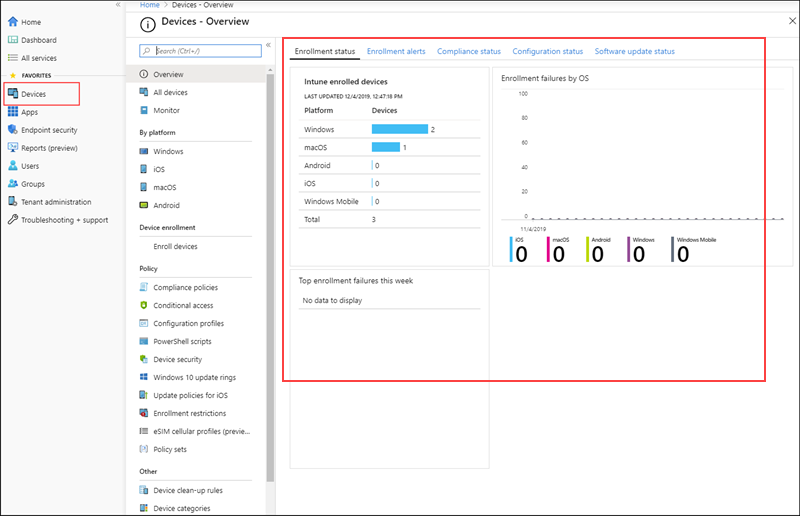 Home
Dashboard
All services
FAVORITES
Devices
Apps
Endpoint security
Reports (preview)
Users
Groups
Tenant administration
Troubleshooting + support
Home > Devices - Overview
Devices - Overview
Search (Ctrl+/)
Overview
All devices
Monitor
By platform
Windows
iOS
macOS
Android
Device enrollment
Enroll devices
Policy
Compliance policies
Conditional access
Configuration profiles
PowerShell scripts
Device security
Windows 10 update rings
Update policies for iOS
Enrollment restrictions
eSIM cellular profiles (previe...
Policy sets
Other
Device clean-up rules
Device categories
Enrollment status Enrollment alerts Compliance status Configuration status Software update status
Intune enrolled devices
LAST UPDATED 12/4/2019, 12:47:18 PM
Platform Devices
Windows 2
macOS 1
Android 0
iOS 0
Windows Mobile 0
Total 3
Enrollment failures by OS
100
80
60
40
20
0
11/4/2019
iOS macOS Android Windows Windows Mobile
0 0 0 0 0
Top enrollment failures this week
No data to display